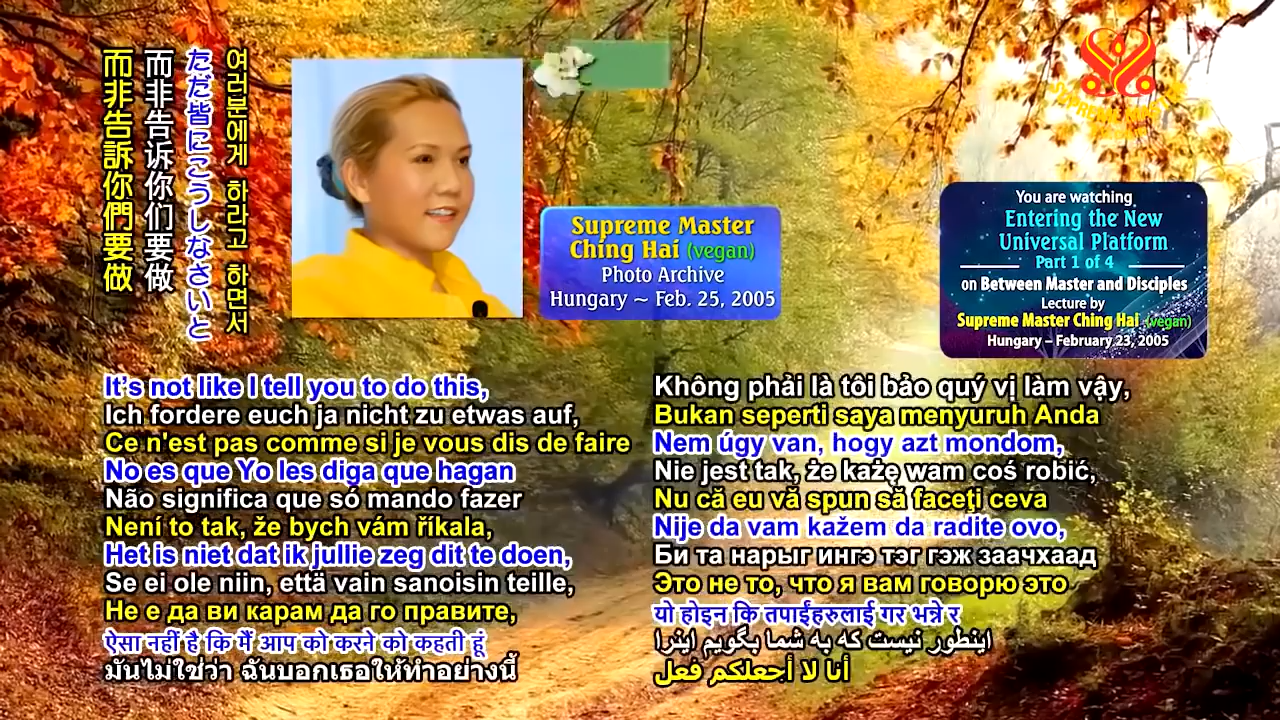 而非告訴你們要做
而非告诉你们要做
ただ皆にこうしなさいと
여러분에게 하라고 하면서
Supreme Master
Ching Hai (vegan)
Photo Archive
Hungary ~ Feb. 25, 2005
You are watching
Entering the New
Universal Platform
Part 1 of 4
on Between Master and Disciples
Lecture by
Supreme Master Ching Hai (vegan)
Hungary – February 23, 2005
It’s not like I tell you to do this,
Ich fordere euch ja nicht zu etwas auf,
Ce n'est pas comme si je vous dis de faire
No es que Yo les diga que hagan
Não significa que só mando fazer
Není to tak, že bych vám říkala,
Het is niet dat ik jullie zeg dit te doen,
Se ei ole niin, että vain sanoisin teille,
Не е да ви карам да го правите,
ऐसा नहीं है कि मैं आप को करने को कहती हूं
มันไม่ใช่ว่า ฉันบอกเธอให้ทำอย่างนี้
Không phải là tôi bảo quý vị làm vậy,
Bukan seperti saya menyuruh Anda
Nem úgy van, hogy azt mondom,
Nie jest tak, że każę wam coś robić,
Nu că eu vă spun să faceţi ceva
Nije da vam kažem da radite ovo,
Би та нарыг ингэ тэг гэж заачхаад
Это не то, что я вам говорю это
यो होइन कि तपाईंहरुलाई गर भन्ने र
اینطور نیست که به شما بگویم اینرا
أنا لا أجعلكم فعل